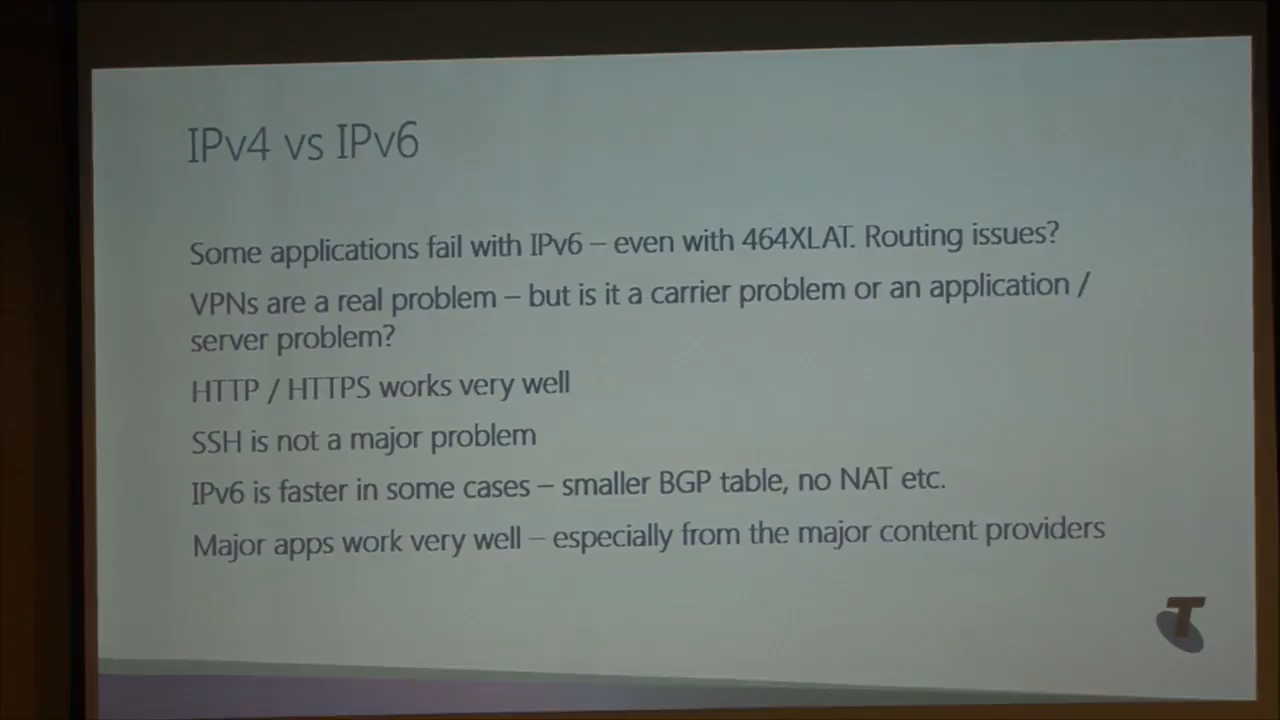 IPv4 vs IPv6
Some applications fail with IPv6 – even with 464XLAT. Routing issues?
VPNs are a real problem – but is it a carrier problem or an application /
server problem?
HTTP / HTTPS works very well
SSH is not a major problem
IPv6 is faster in some cases – smaller BGP table, no NAT etc.
Major apps work very well – especially from the major content providers
T